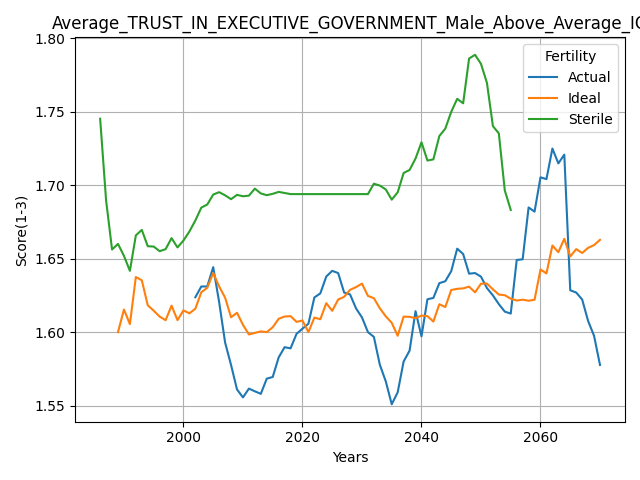 Average_TRUST_IN_EXECUTIVE_GOVERNMENT_Male_Above_Average_IQ
Fertility
Actual
Ideal
Sterile
Score(1-3)
1.80
1.75
1.70
1.65
1.60
1.55
2000 2020 2040 2060
Years